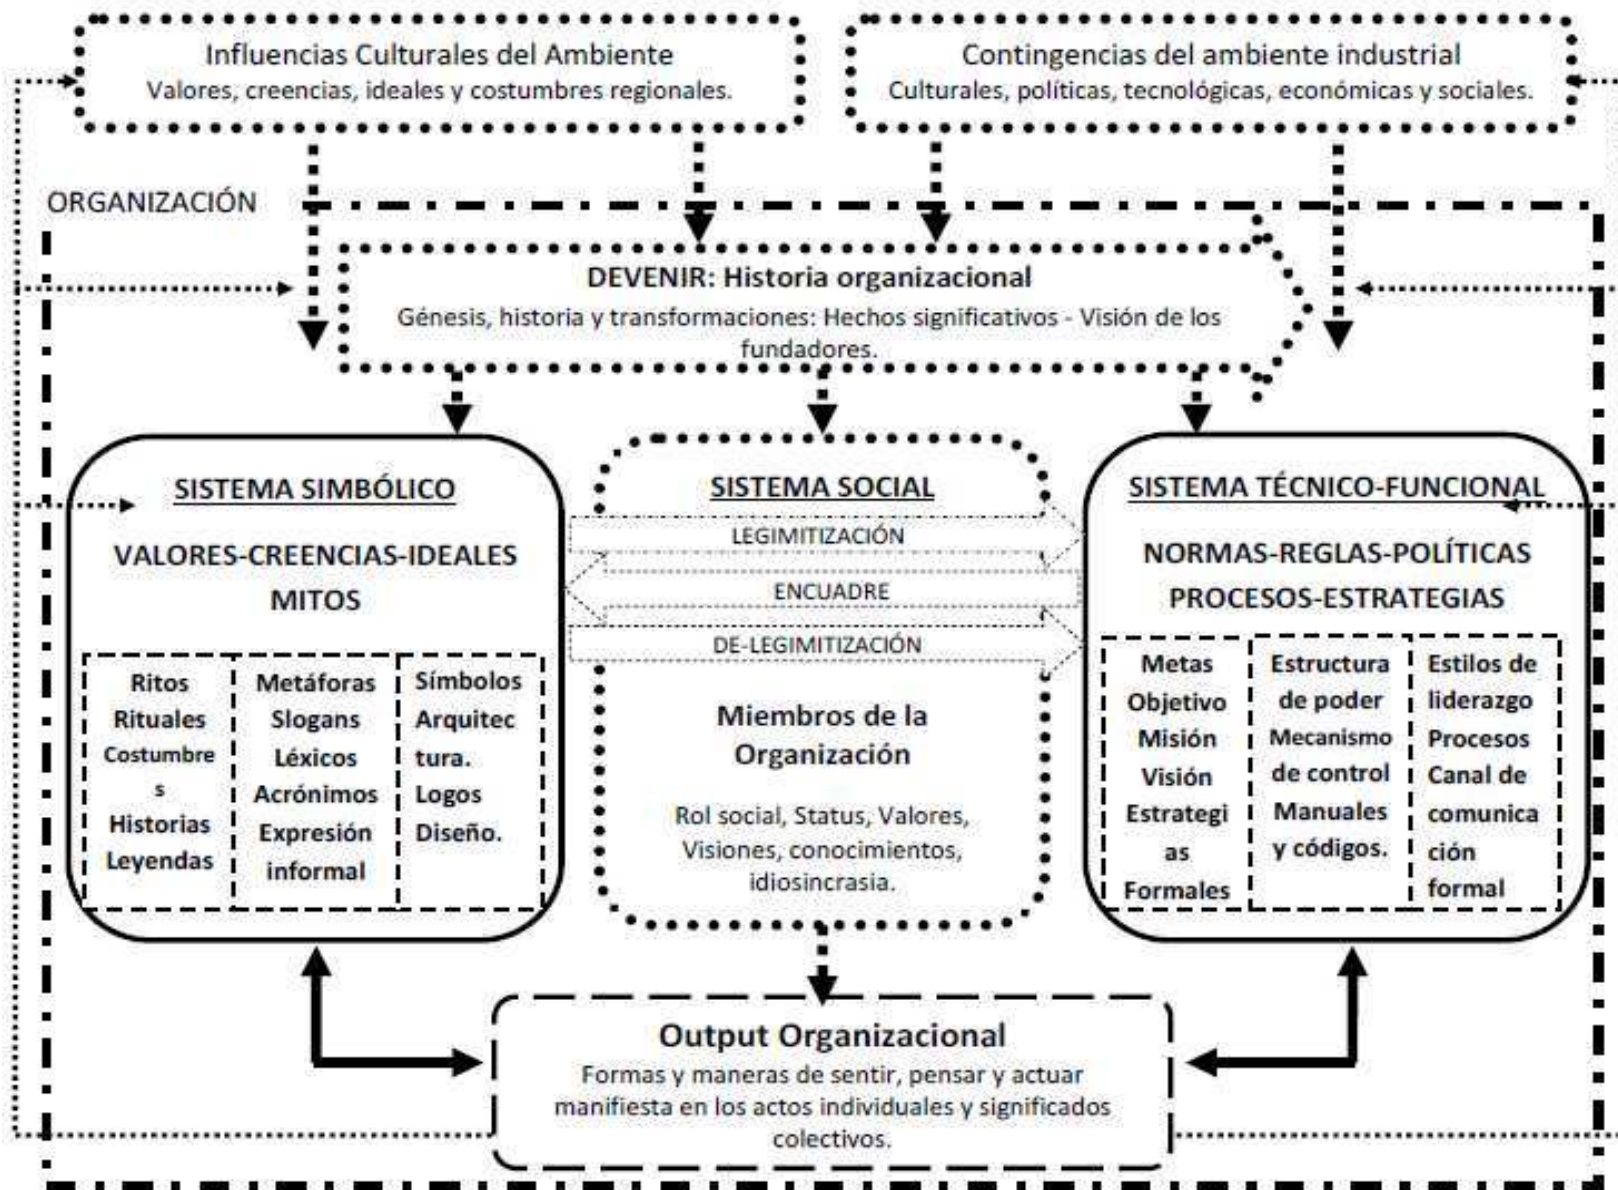 Influencias Culturales del Ambiente
Valores, creencias, ideales y costumbres regionales.
Contingencias del ambiente industrial
Culturales, políticas, tecnológicas, económicas y sociales.
ORGANIZACIÓN
DEVENIR: Historia organizacional
Génesis, historia y transformaciones: Hechos significativos - Visión de los
fundadores.
SISTEMA SIMBÓLICO
VALORES-CREENCIAS-IDEALES
MITOS
Ritos
Rituales
Costumbre
s
Historias
Leyendas
Metáforas
Slogans
Léxicos
Acrónimos
Expresión
informal
Símbolos
Arquitec
tura.
Logos
Diseño.
SISTEMA SOCIAL
LEGIMITIZACIÓN
ENCUADRE
DE-LEGIMITIZACIÓN
Miembros de la
Organización
Rol social, Status, Valores,
Visiones, conocimientos,
idiosincrasia.
SISTEMA TÉCNICO-FUNCIONAL
NORMAS-REGLAS-POLÍTICAS
PROCESOS-ESTRATEGIAS
Metas
Objetivo
Misión
Visión
Estrategi
as
Formales
Estructura
de poder
Mecanismo
de control
Manuales
y códigos.
Estilos de
liderazgo
Procesos
Canal de
comunica
ción
formal
Output Organizacional
Formas y maneras de sentir, pensar y actuar
manifiesta en los actos individuales y significados
colectivos.